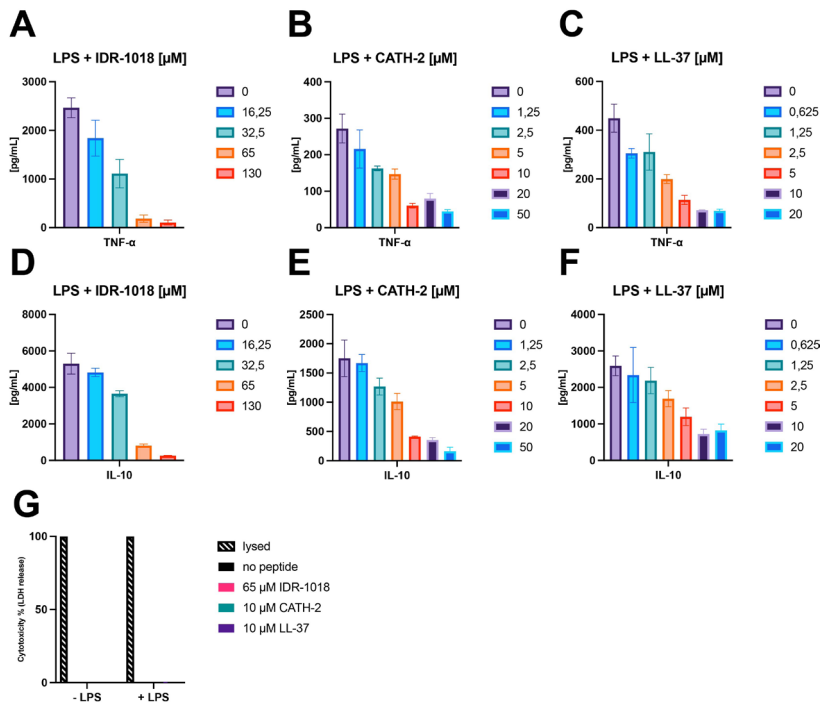 A
LPS + IDR-1018 [µM]
[pg/mL]
3000
2000
1000
0
TNF-α
0
16,25
32,5
65
130
B
LPS + CATH-2 [µM]
[pg/mL]
400
300
200
100
0
TNF-α
0
1,25
2,5
5
10
20
50
C
LPS + LL-37 [µM]
[pg/mL]
600
400
200
0
TNF-α
0
0,625
1,25
2,5
5
10
20
D
LPS + IDR-1018 [µM]
[pg/mL]
8000
6000
4000
2000
0
IL-10
0
16,25
32,5
65
130
E
LPS + CATH-2 [µM]
[pg/mL]
2500
2000
1500
1000
500
0
IL-10
0
1,25
2,5
5
10
20
50
F
LPS + LL-37 [µM]
[pg/mL]
4000
3000
2000
1000
0
IL-10
0
0,625
1,25
2,5
5
10
20
G
Cytotoxicity % (LDH release)
100
50
0
- LPS
+ LPS
lysed
no peptide
65 µM IDR-1018
10 µM CATH-2
10 µM LL-37